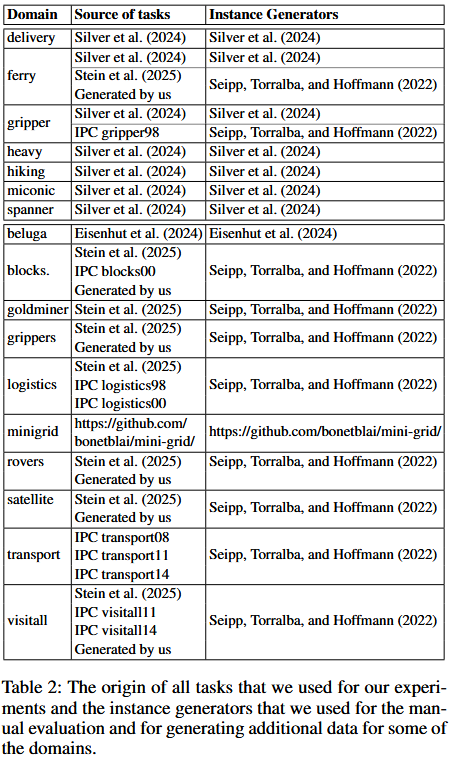 Domain Source of tasks Instance Generators
delivery Silver et al. (2024) Silver et al. (2024)
ferry Silver et al. (2024) Seipp, Torralba, and Hoffmann (2022)
Stein et al. (2025)
Generated by us
gripper Silver et al. (2024) Silver et al. (2024)
IPC gripper98 Seipp, Torralba, and Hoffmann (2022)
heavy Silver et al. (2024) Silver et al. (2024)
hiking Silver et al. (2024) Silver et al. (2024)
miconic Silver et al. (2024) Silver et al. (2024)
spanner Silver et al. (2024) Silver et al. (2024)
beluga Eisenhut et al. (2024) Eisenhut et al. (2024)
blocks. Stein et al. (2025) Seipp, Torralba, and Hoffmann (2022)
IPC blocks00
Generated by us
goldminer Stein et al. (2025) Seipp, Torralba, and Hoffmann (2022)
grippers Stein et al. (2025) Seipp, Torralba, and Hoffmann (2022)
Generated by us
logistics Stein et al. (2025) Seipp, Torralba, and Hoffmann (2022)
IPC logistics98
IPC logistics00
minigrid https://github.com/ https://github.com/bonetblai/mini-grid/
bonetblai/mini-grid/
rovers Stein et al. (2025) Seipp, Torralba, and Hoffmann (2022)
Generated by us
satellite Stein et al. (2025) Seipp, Torralba, and Hoffmann (2022)
Generated by us
transport IPC transport08 Seipp, Torralba, and Hoffmann (2022)
IPC transport11
IPC transport14
visitall Stein et al. (2025) Seipp, Torralba, and Hoffmann (2022)
IPC visitall11
IPC visitall14
Generated by us
Table 2: The origin of all tasks that we used for our experi-
ments and the instance generators that we used for the man-
ual evaluation and for generating additional data for some of
the domains.